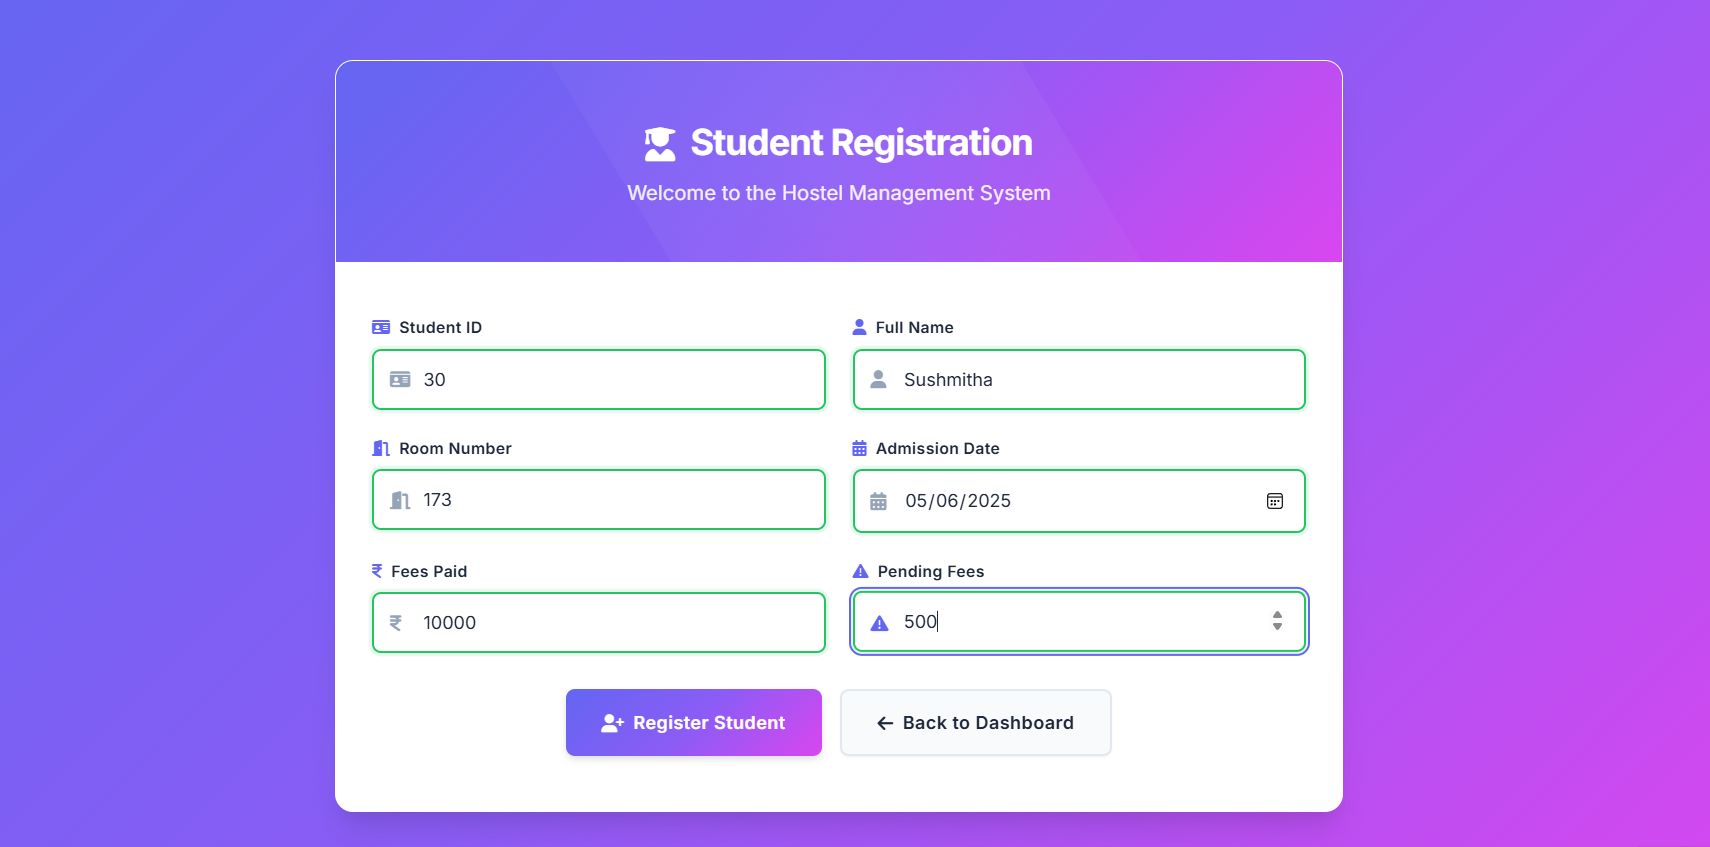 Student Registration
Welcome to the Hostel Management System
Student ID
Full Name
30
Sushmitha
Room Number
Admission Date
173
05/06/2025
₹ Fees Paid
Pending Fees
₹ 10000
500
Register Student
Back to Dashboard